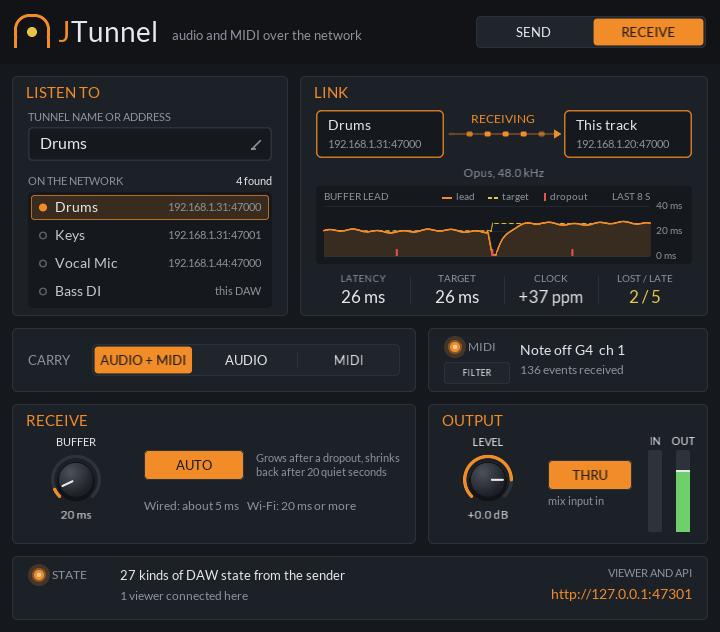 JTunnel audio and MIDI over the network SEND RECEIVE
LISTEN TO
TUNNEL NAME OR ADDRESS
Drums
ON THE NETWORK 4 found
Drums 192.168.1.31:47000
Keys 192.168.1.31:47001
Vocal Mic 192.168.1.44:47000
Bass DI this DAW
LINK
Drums
192.168.1.31:47000
RECEIVING
This track
192.168.1.20:47000
Opus, 48.0 kHz
BUFFER LEAD lead target dropout LAST 8 S
40 ms
20 ms
0 ms
LATENCY TARGET CLOCK LOST / LATE
26 ms 26 ms +37 ppm 2 / 5
CARRY AUDIO + MIDI AUDIO MIDI
MIDI
FILTER
Note off G4 ch 1
136 events received
RECEIVE
BUFFER
20 ms
AUTO
Grows after a dropout, shrinks
back after 20 quiet seconds
Wired: about 5 ms Wi-Fi: 20 ms or more
OUTPUT
LEVEL
+0.0 dB
THRU
mix input in
IN OUT
STATE
27 kinds of DAW state from the sender
1 viewer connected here
VIEWER AND API
http://127.0.0.1:47301